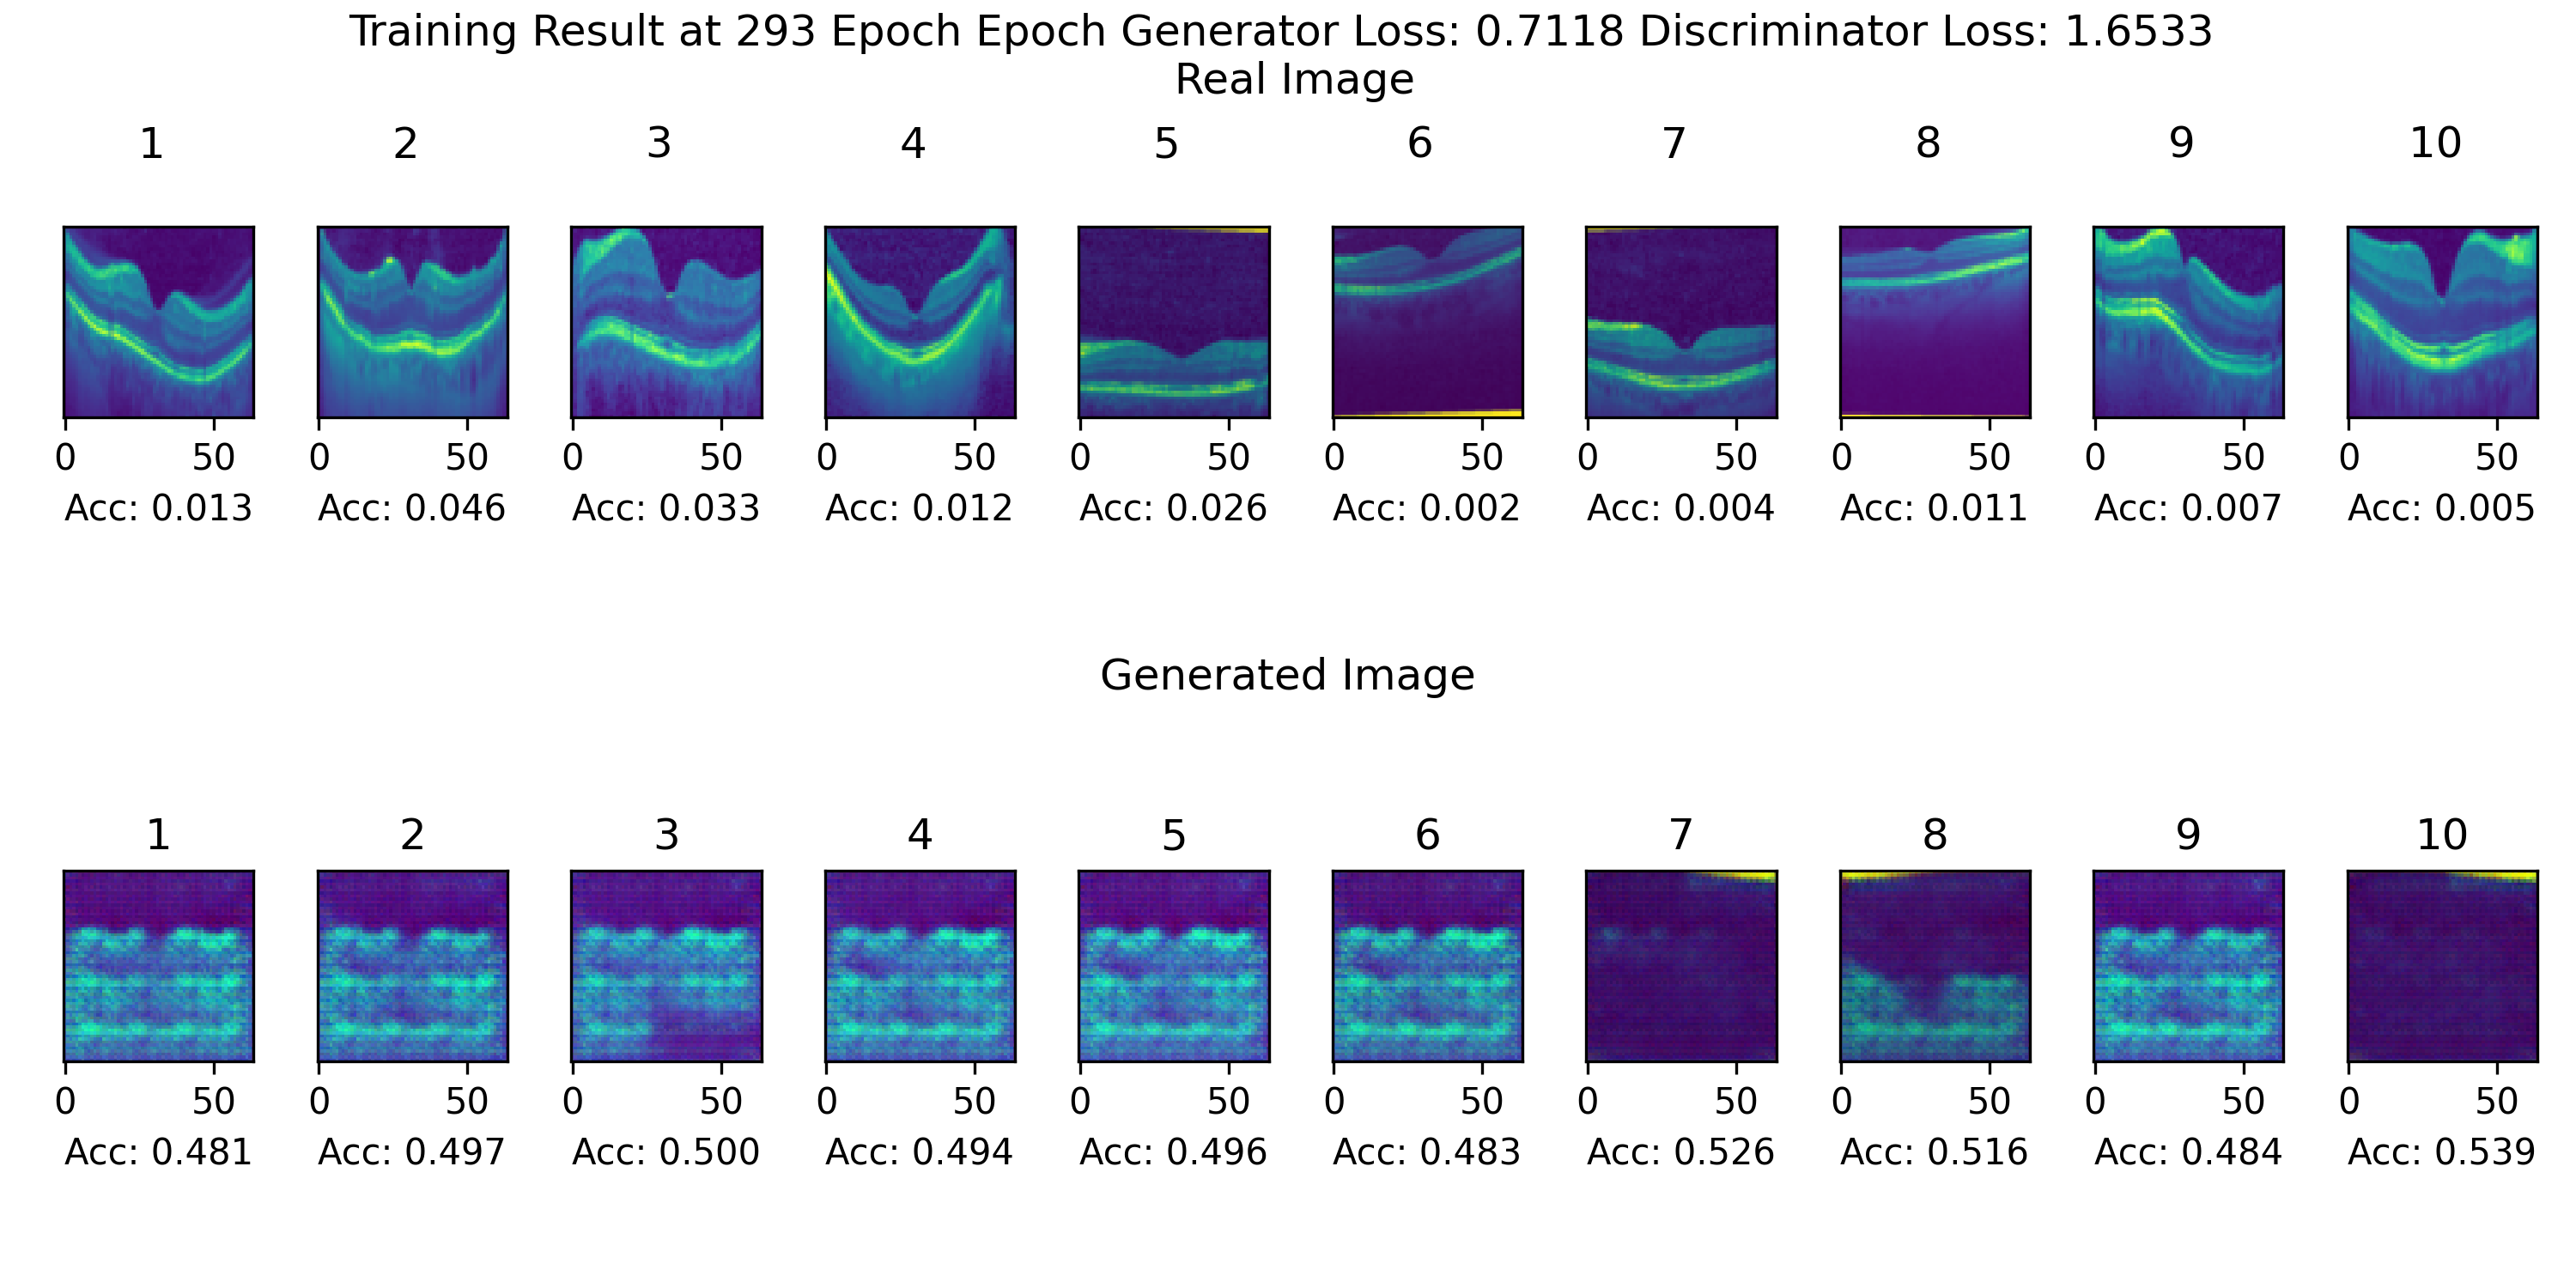 Training Result at 293 Epoch Epoch Generator Loss: 0.7118 Discriminator Loss: 1.6533
Real Image
1 2 3 4 5 6 7 8 9 10
0 50 0 50 0 50 0 50 0 50 0 50 0 50 0 50 0 50 0 50
Acc: 0.013 Acc: 0.046 Acc: 0.033 Acc: 0.012 Acc: 0.026 Acc: 0.002 Acc: 0.004 Acc: 0.011 Acc: 0.007 Acc: 0.005
Generated Image
1 2 3 4 5 6 7 8 9 10
0 50 0 50 0 50 0 50 0 50 0 50 0 50 0 50 0 50 0 50
Acc: 0.481 Acc: 0.497 Acc: 0.500 Acc: 0.494 Acc: 0.496 Acc: 0.483 Acc: 0.526 Acc: 0.516 Acc: 0.484 Acc: 0.539